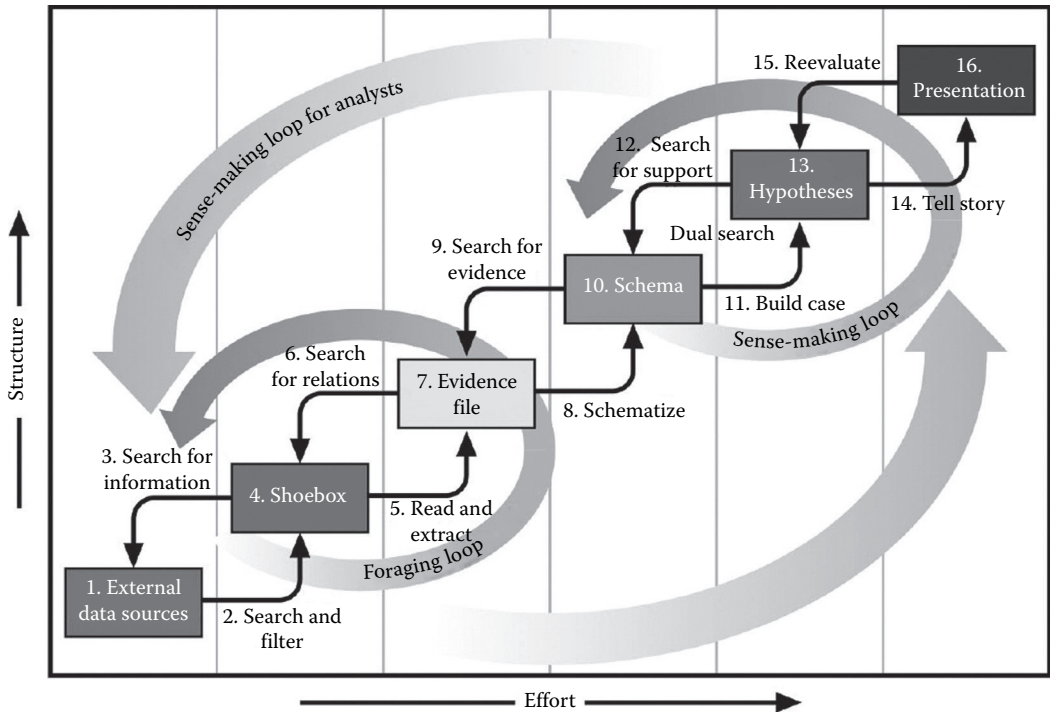 15. Reevaluate
16.
Presentation
Sense-making loop for analysts
12. Search
for support
13.
Hypotheses
14. Tell story
Dual search
9. Search for
evidence
10. Schema
11. Build case
Sense-making loop
6. Search
for relations
7. Evidence
file
8. Schematize
3. Search for
information
4. Shoebox
5. Read and
extract
Foraging loop
1. External
data sources
2. Search and
filter
Structure
Effort